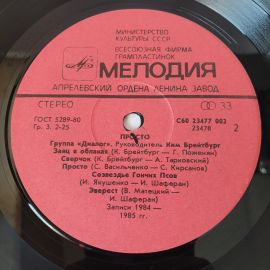 МИНИСТЕРСТВО
КУЛЬТУРЫ СССР
ВСЕСОЮЗНАЯ ФИРМА
ГРАМПЛАСТИНОК
МЕЛОДИЯ
АПРЕЛЕВСКИЙ ОРДЕНА ЛЕНИНА ЗАВОД
СТЕРЕО 33
ГОСТ 5289-80 С60 23477 003
Гр. 3. 2-25 23478 2
ПРОСТО
Группа «Диалог». Руководитель Ким Брейтбург
Заяц в облаках (К. Брейтбург — Г. Поженян)
Сверчок (К. Брейтбург — А. Тарковский)
Просто (С. Васильченко — С. Кирсанов)
Созвездье Гончих Псов
(И. Якушенко — И. Шаферан)
Эверест (В. Матецкий —
И. Шаферан)
Записи 1984—
1985 гг.